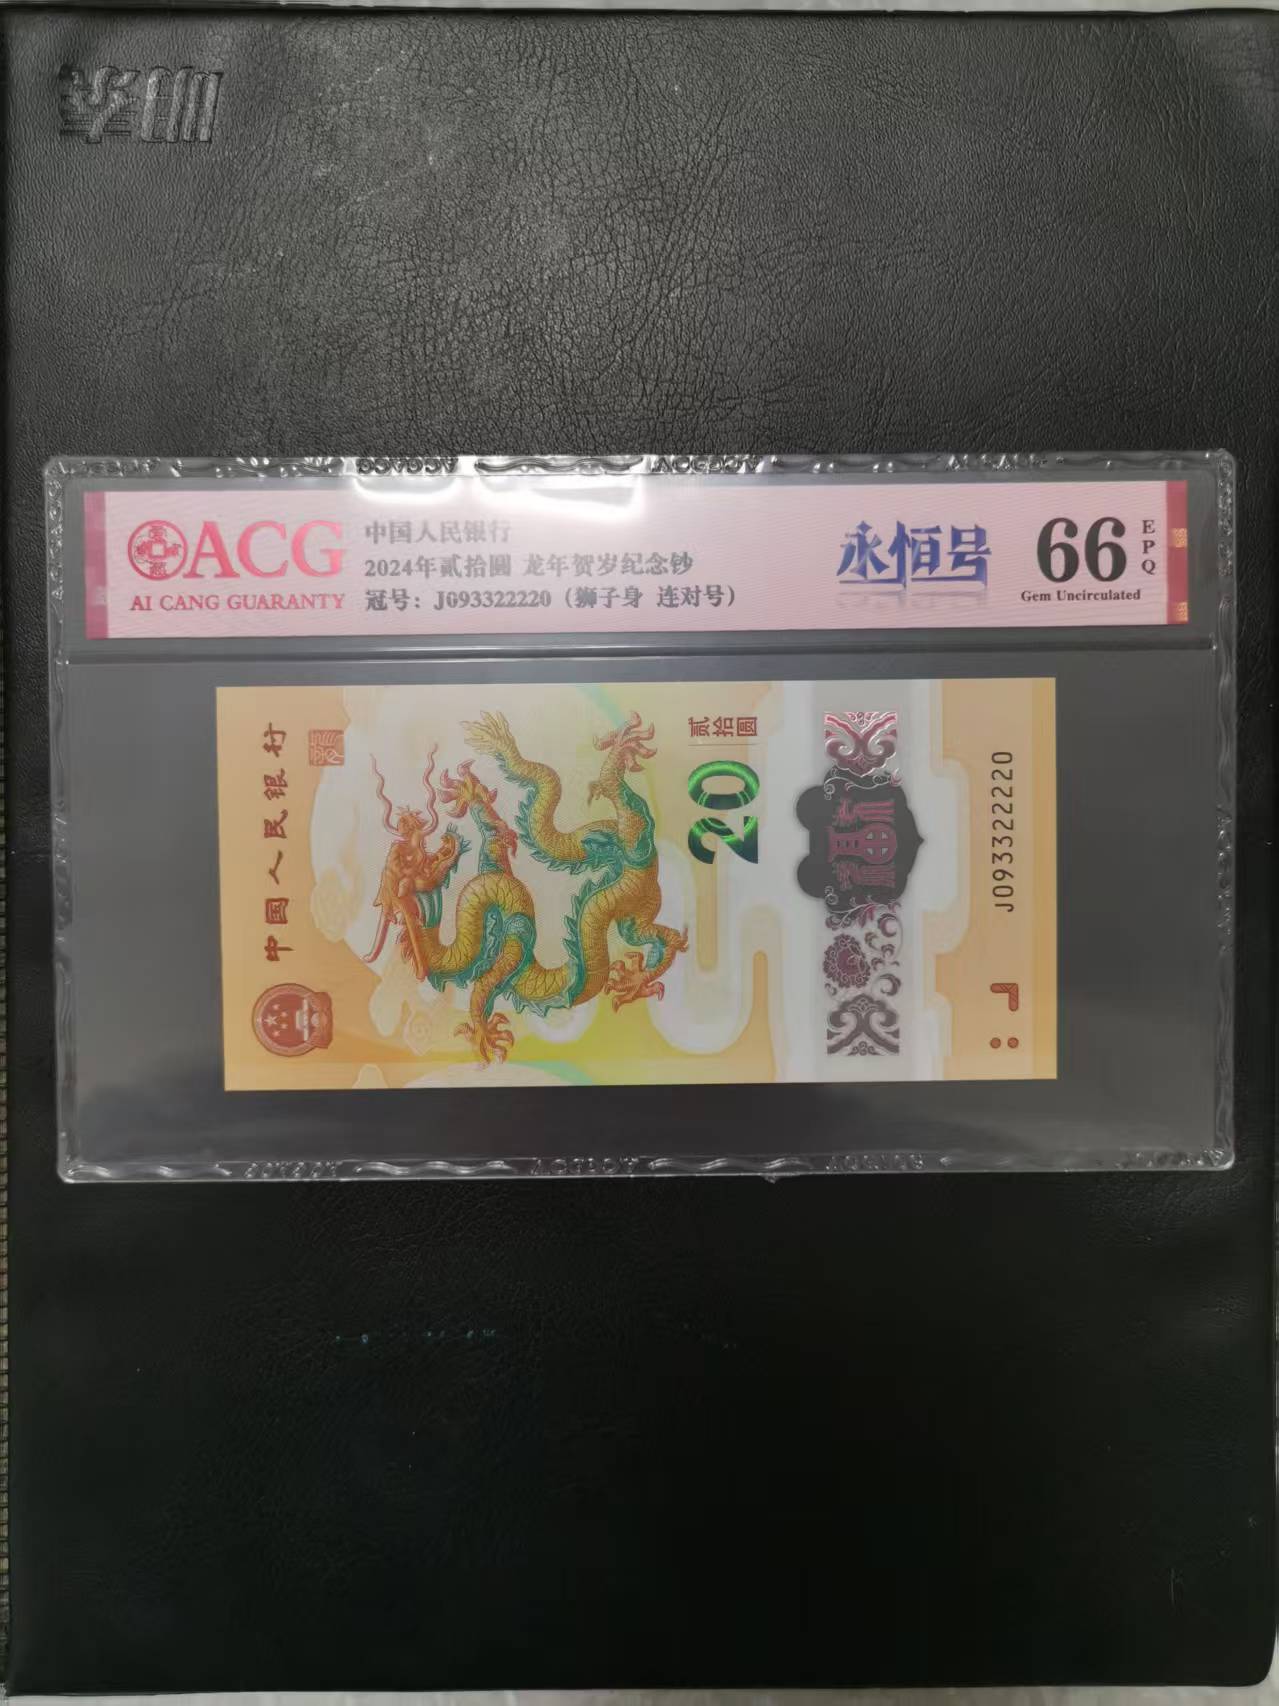 ACG
AI CANG GUARANTY
中国人民银行
2024年贰拾圆 龙年贺岁纪念钞
冠号：J093322220（狮子身 连对号）
永恒号
66
EPQ
Gem Uncirculated
中国人民银行
贰拾圆
20
J093322220